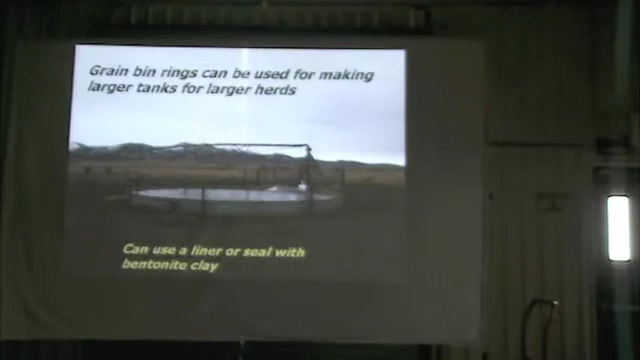 Grain bin rings can be used for making
larger tanks for larger herds
Can use a liner or seal with
bentonite clay